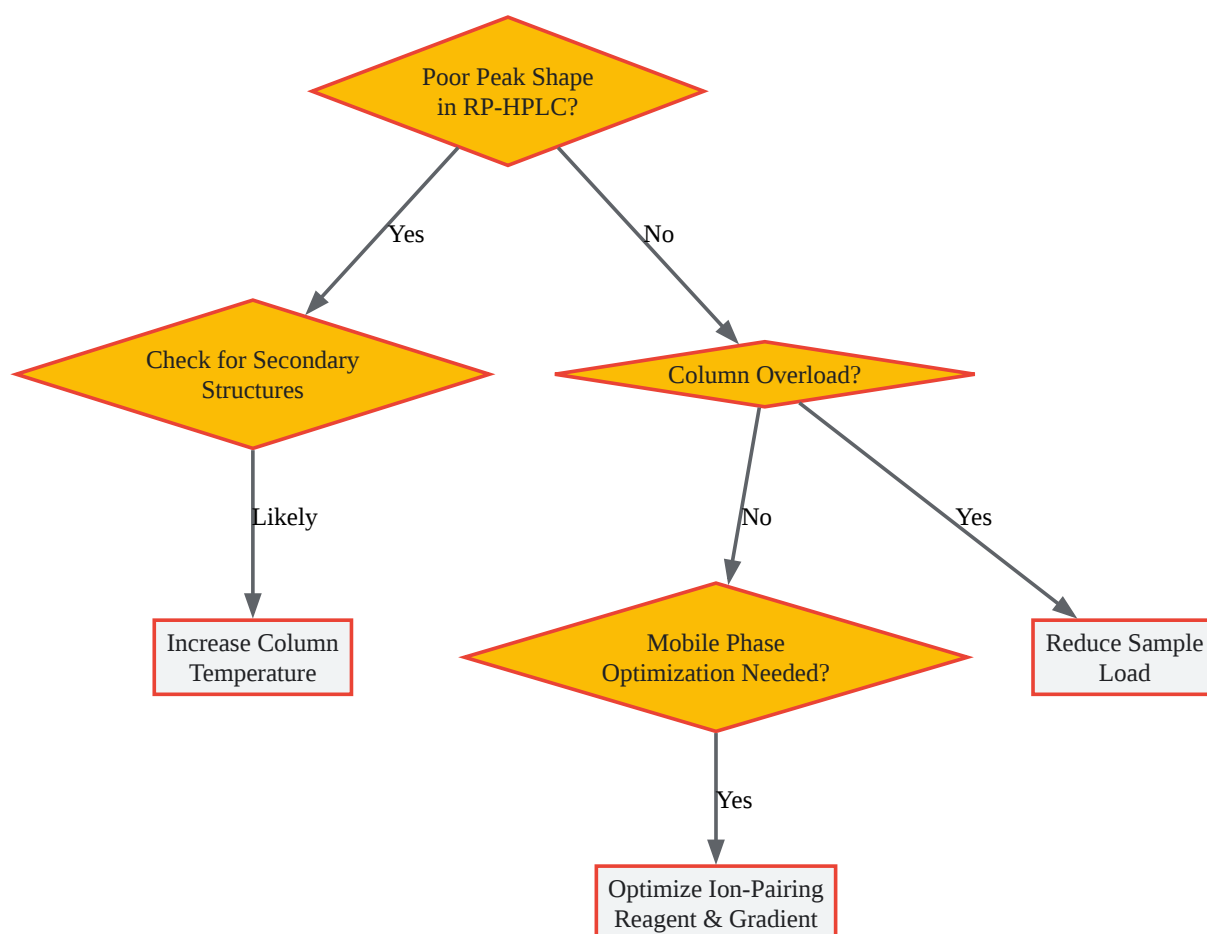 Poor Peak Shape
in RP-HPLC?
Yes
No
Check for Secondary
Structures
Column Overload?
Likely
No
Yes
Increase Column
Temperature
Mobile Phase
Optimization Needed?
Reduce Sample
Load
Yes
Optimize Ion-Pairing
Reagent & Gradient